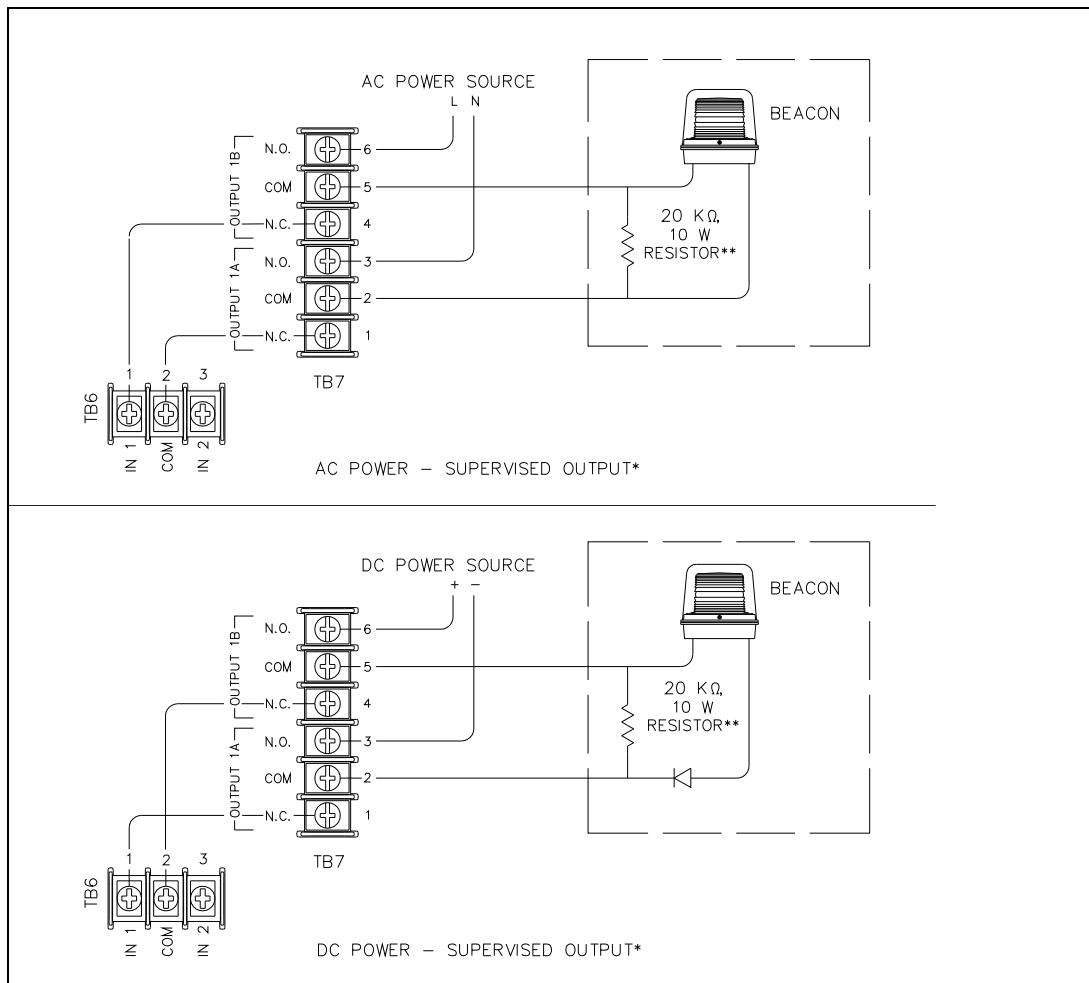 AC POWER SOURCE
L N
BEACON
OUTPUT 1B
N.O.
6
COM
5
N.C.
4
OUTPUT 1A
N.O.
3
COM
2
N.C.
1
20 KΩ,
10 W
RESISTOR**
TB7
1 2 3
TB6
IN 1
COM
IN 2
AC POWER – SUPERVISED OUTPUT*
DC POWER SOURCE
+ –
BEACON
OUTPUT 1B
N.O.
6
COM
5
N.C.
4
OUTPUT 1A
N.O.
3
COM
2
N.C.
1
20 KΩ,
10 W
RESISTOR**
TB7
1 2 3
TB6
IN 1
COM
IN 2
DC POWER – SUPERVISED OUTPUT*